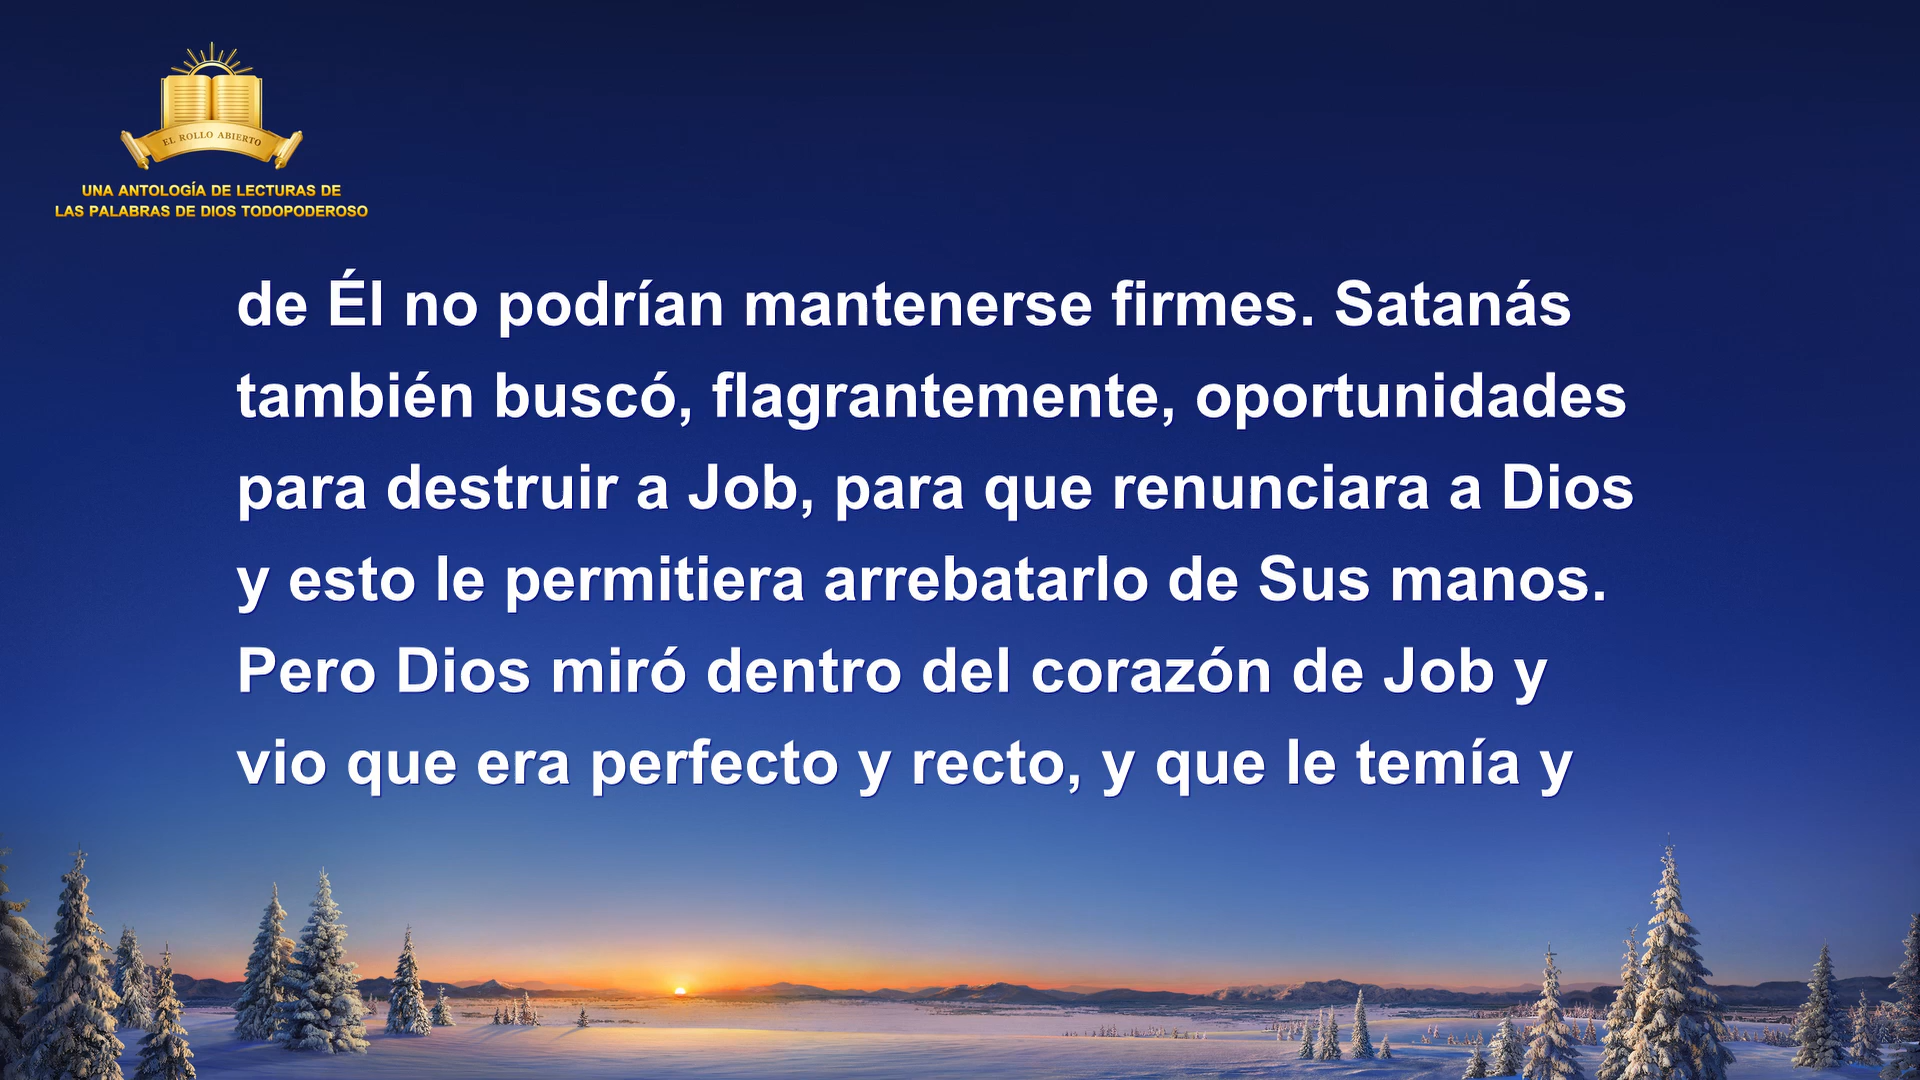 EL ROLLO ABIERTO
UNA ANTOLOGÍA DE LECTURAS DE
LAS PALABRAS DE DIOS TODOPODEROSO
de Él no podrían mantenerse firmes. Satanás
también buscó, flagrantemente, oportunidades
para destruir a Job, para que renunciara a Dios
y esto le permitiera arrebatarlo de Sus manos.
Pero Dios miró dentro del corazón de Job y
vio que era perfecto y recto, y que le temía y